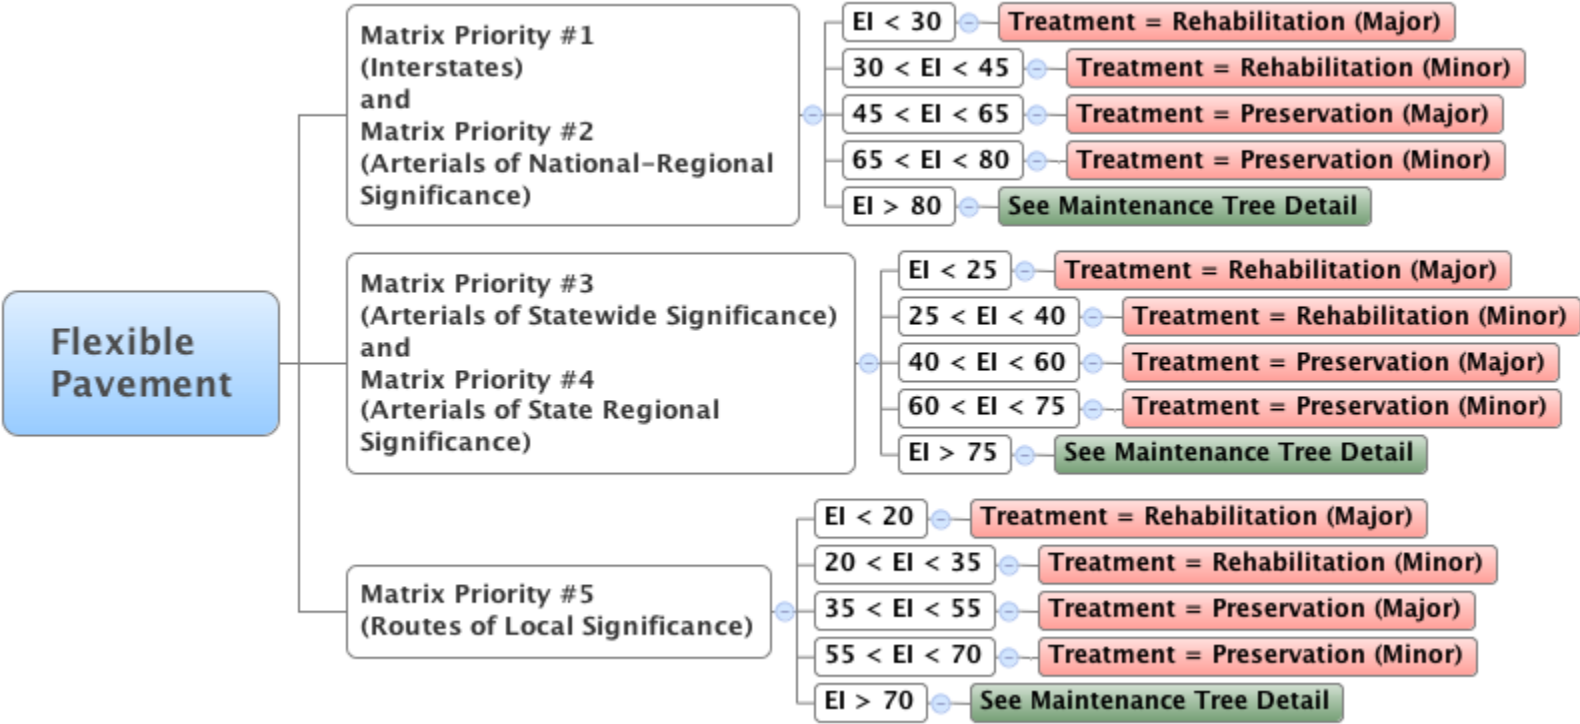 Flexible
Pavement
Matrix Priority #1
(Interstates)
and
Matrix Priority #2
(Arterials of National-Regional
Significance)
EI < 30
Treatment = Rehabilitation (Major)
30 < EI < 45
Treatment = Rehabilitation (Minor)
45 < EI < 65
Treatment = Preservation (Major)
65 < EI < 80
Treatment = Preservation (Minor)
EI > 80
See Maintenance Tree Detail
Matrix Priority #3
(Arterials of Statewide Significance)
and
Matrix Priority #4
(Arterials of State Regional
Significance)
EI < 25
Treatment = Rehabilitation (Major)
25 < EI < 40
Treatment = Rehabilitation (Minor)
40 < EI < 60
Treatment = Preservation (Major)
60 < EI < 75
Treatment = Preservation (Minor)
EI > 75
See Maintenance Tree Detail
Matrix Priority #5
(Routes of Local Significance)
EI < 20
Treatment = Rehabilitation (Major)
20 < EI < 35
Treatment = Rehabilitation (Minor)
35 < EI < 55
Treatment = Preservation (Major)
55 < EI < 70
Treatment = Preservation (Minor)
EI > 70
See Maintenance Tree Detail